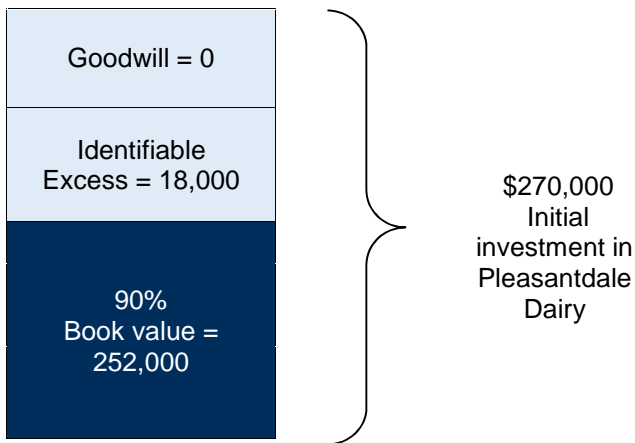 Goodwill = 0
Identifiable
Excess = 18,000
90%
Book value =
252,000
$270,000
Initial
investment in
Pleasantdale
Dairy